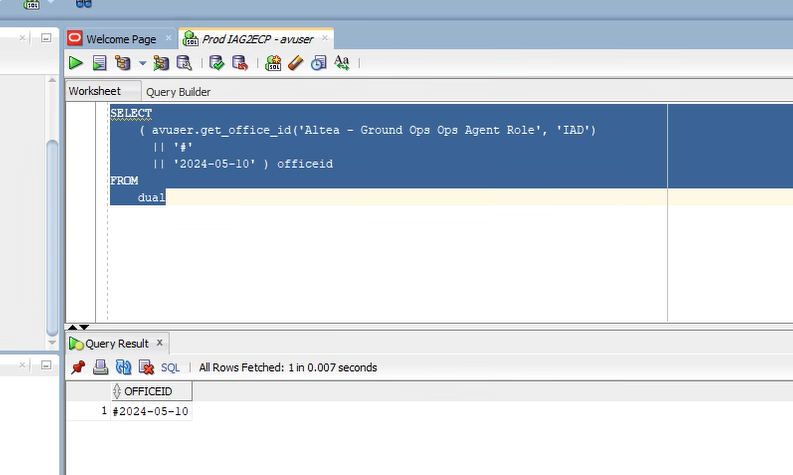 Welcome Page
Prod IAG2ECP - avuser
Aa
Worksheet Query Builder
SELECT
( avuser.get_office_id('Altea - Ground Ops Ops Agent Role', 'IAD')
|| '#'
|| '2024-05-10' ) officeid
FROM
dual
Query Result x
SQL | All Rows Fetched: 1 in 0.007 seconds
OFFICEID
1 #2024-05-10